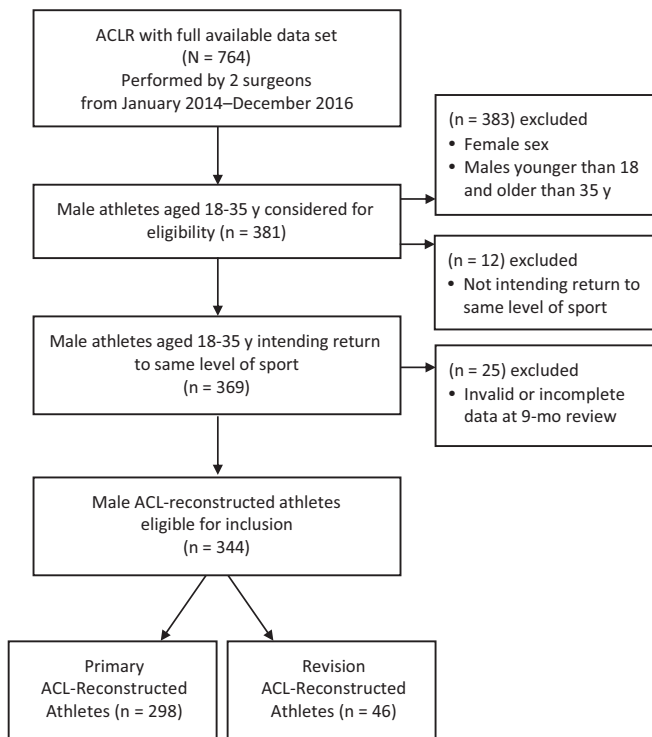 ACLR with full available data set
(N = 764)
Performed by 2 surgeons
from January 2014–December 2016
(n = 383) excluded
• Female sex
• Males younger than 18
and older than 35 y
Male athletes aged 18-35 y considered for
eligibility (n = 381)
(n = 12) excluded
• Not intending return to
same level of sport
Male athletes aged 18-35 y intending return
to same level of sport
(n = 369)
(n = 25) excluded
• Invalid or incomplete
data at 9-mo review
Male ACL-reconstructed athletes
eligible for inclusion
(n = 344)
Primary
ACL-Reconstructed
Athletes (n = 298)
Revision
ACL-Reconstructed
Athletes (n = 46)